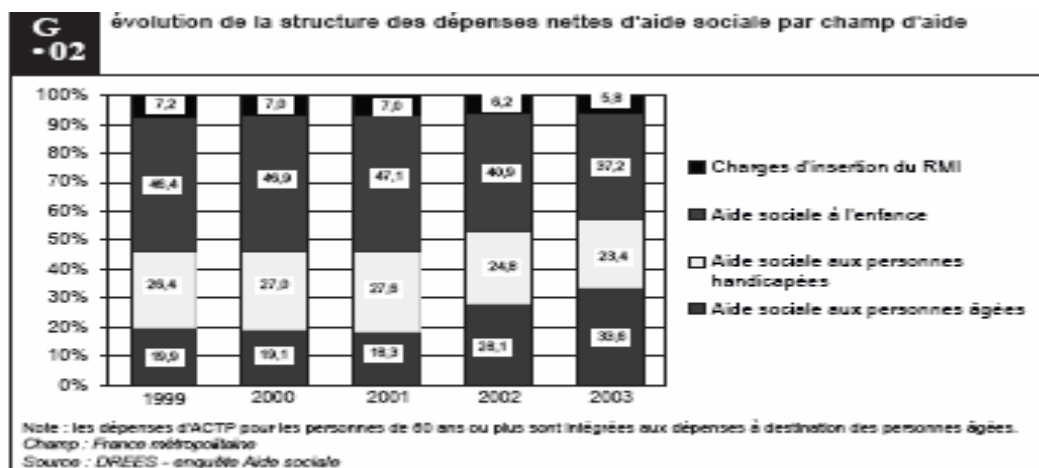 G
•02
évolution de la structure des dépenses nettes d'aide sociale par champ d'aide
100%
90%
80%
70%
60%
50%
40%
30%
20%
10%
0%
7,2 7,0 7,0 6,2 5,8
46,4 46,9 47,1 40,9 37,2
26,4 27,0 27,6 24,8 23,4
19,9 19,1 18,3 28,1 33,6
1999 2000 2001 2002 2003
Charges d'insertion du RMI
Aide sociale à l'enfance
Aide sociale aux personnes
handicapées
Aide sociale aux personnes âgées
Note : les dépenses d'ACTP pour les personnes de 60 ans ou plus sont intégrées aux dépenses à destination des personnes âgées.
Champ : France métropolitaine
Source : DREES - enquête Aide sociale